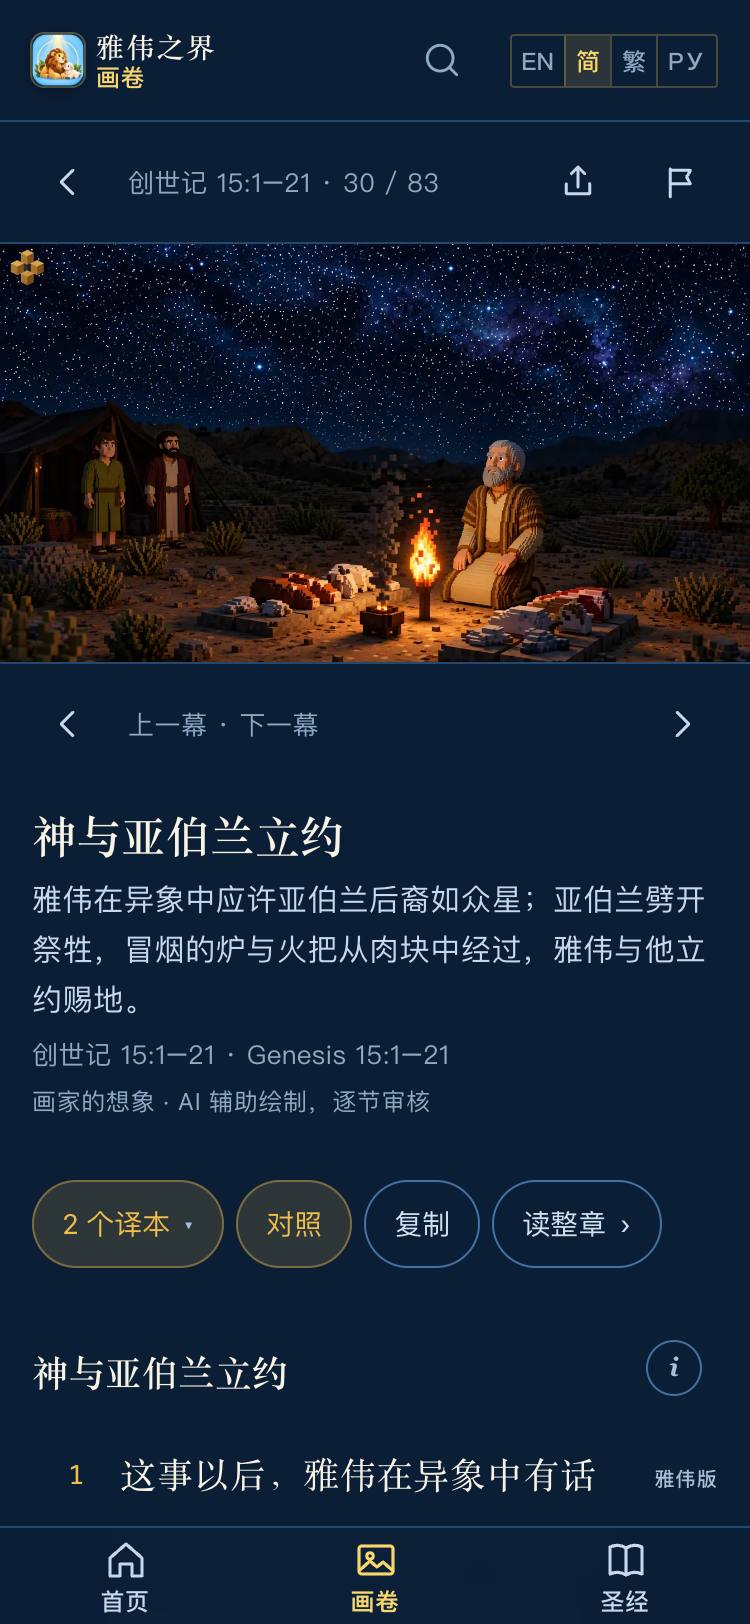 雅伟之界
画卷
EN 简 繁 РУ
创世记 15:1—21 · 30 / 83
上一幕 · 下一幕
神与亚伯兰立约
雅伟在异象中应许亚伯兰后裔如众星；亚伯兰劈开
祭牲，冒烟的炉与火把从肉块中经过，雅伟与他立
约赐地。
创世记 15:1—21 · Genesis 15:1—21
画家的想象 · AI 辅助绘制，逐节审核
2 个译本 ▾ 对照 复制 读整章 ›
神与亚伯兰立约 i
1 这事以后，雅伟在异象中有话 雅伟版
首页 画卷 圣经